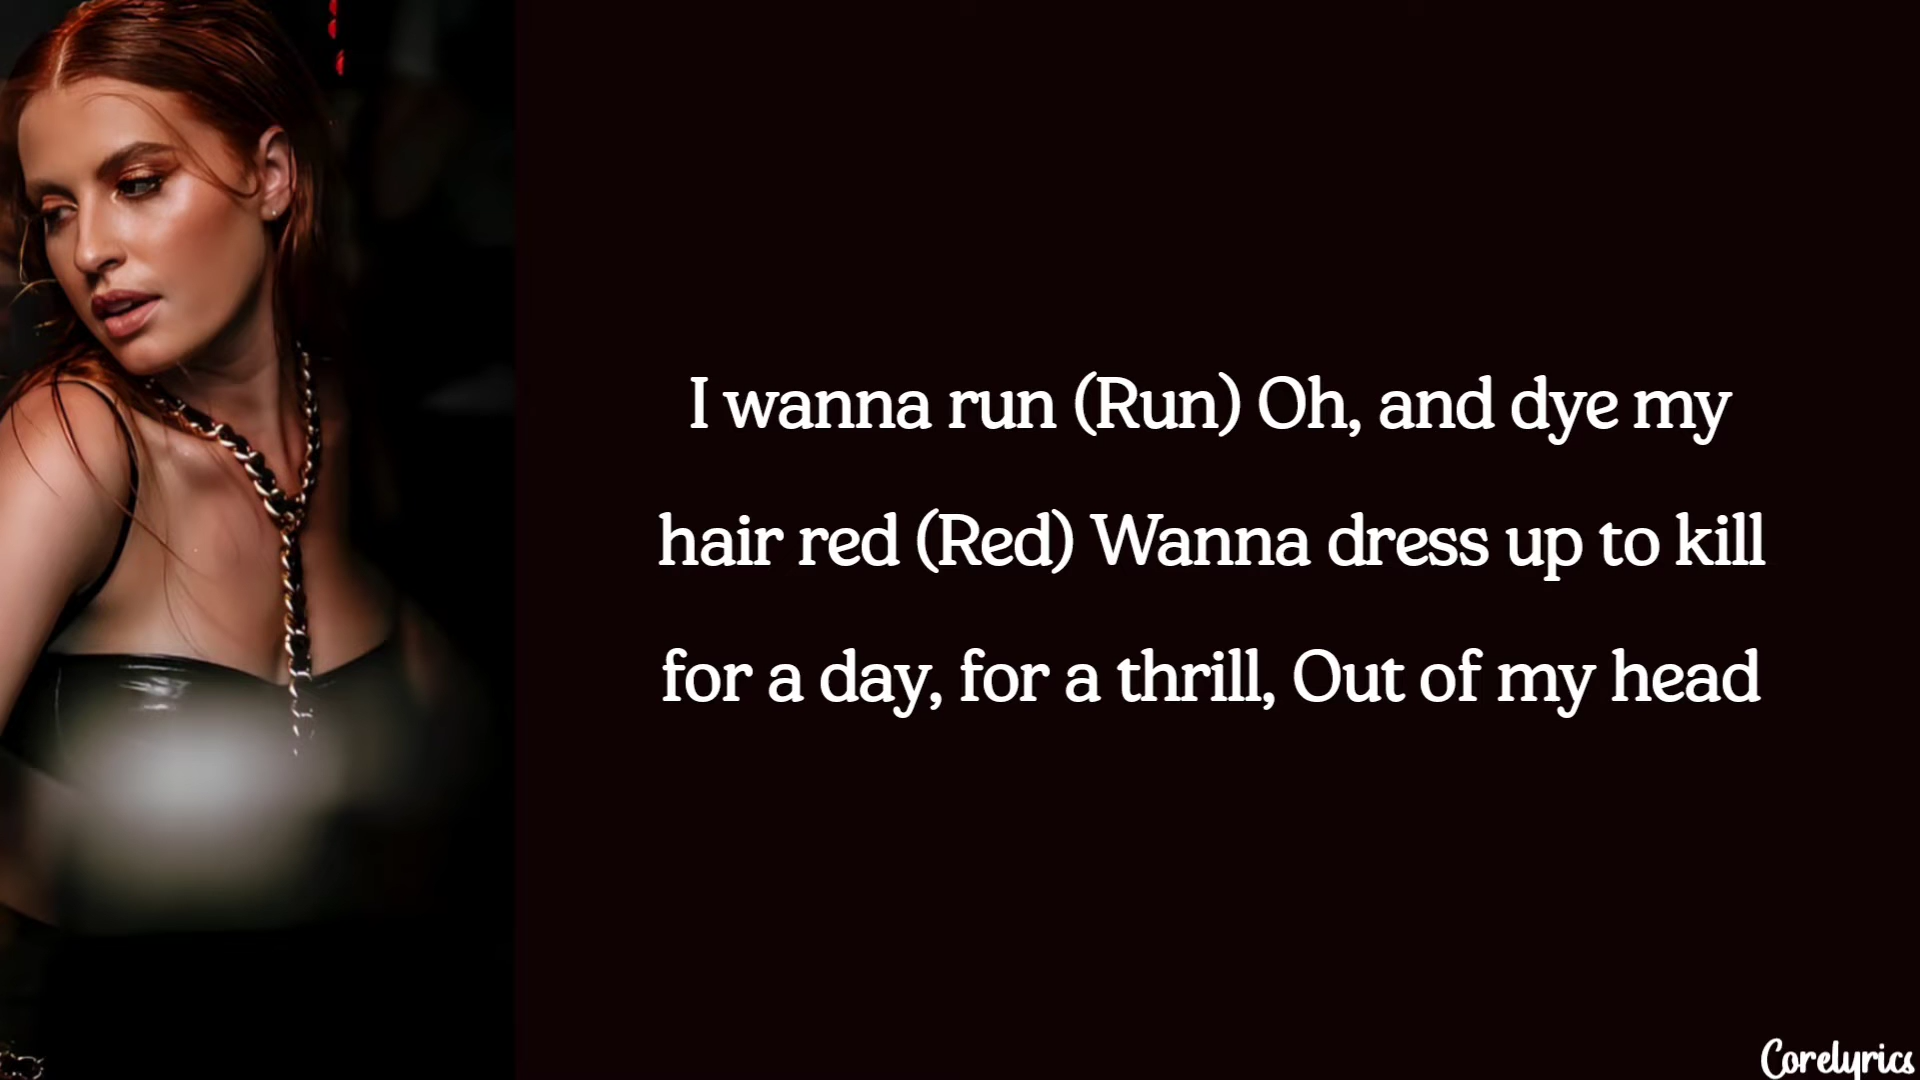 I wanna run (Run) Oh, and dye my
hair red (Red) Wanna dress up to kill
for a day, for a thrill, Out of my head
Corelyrics